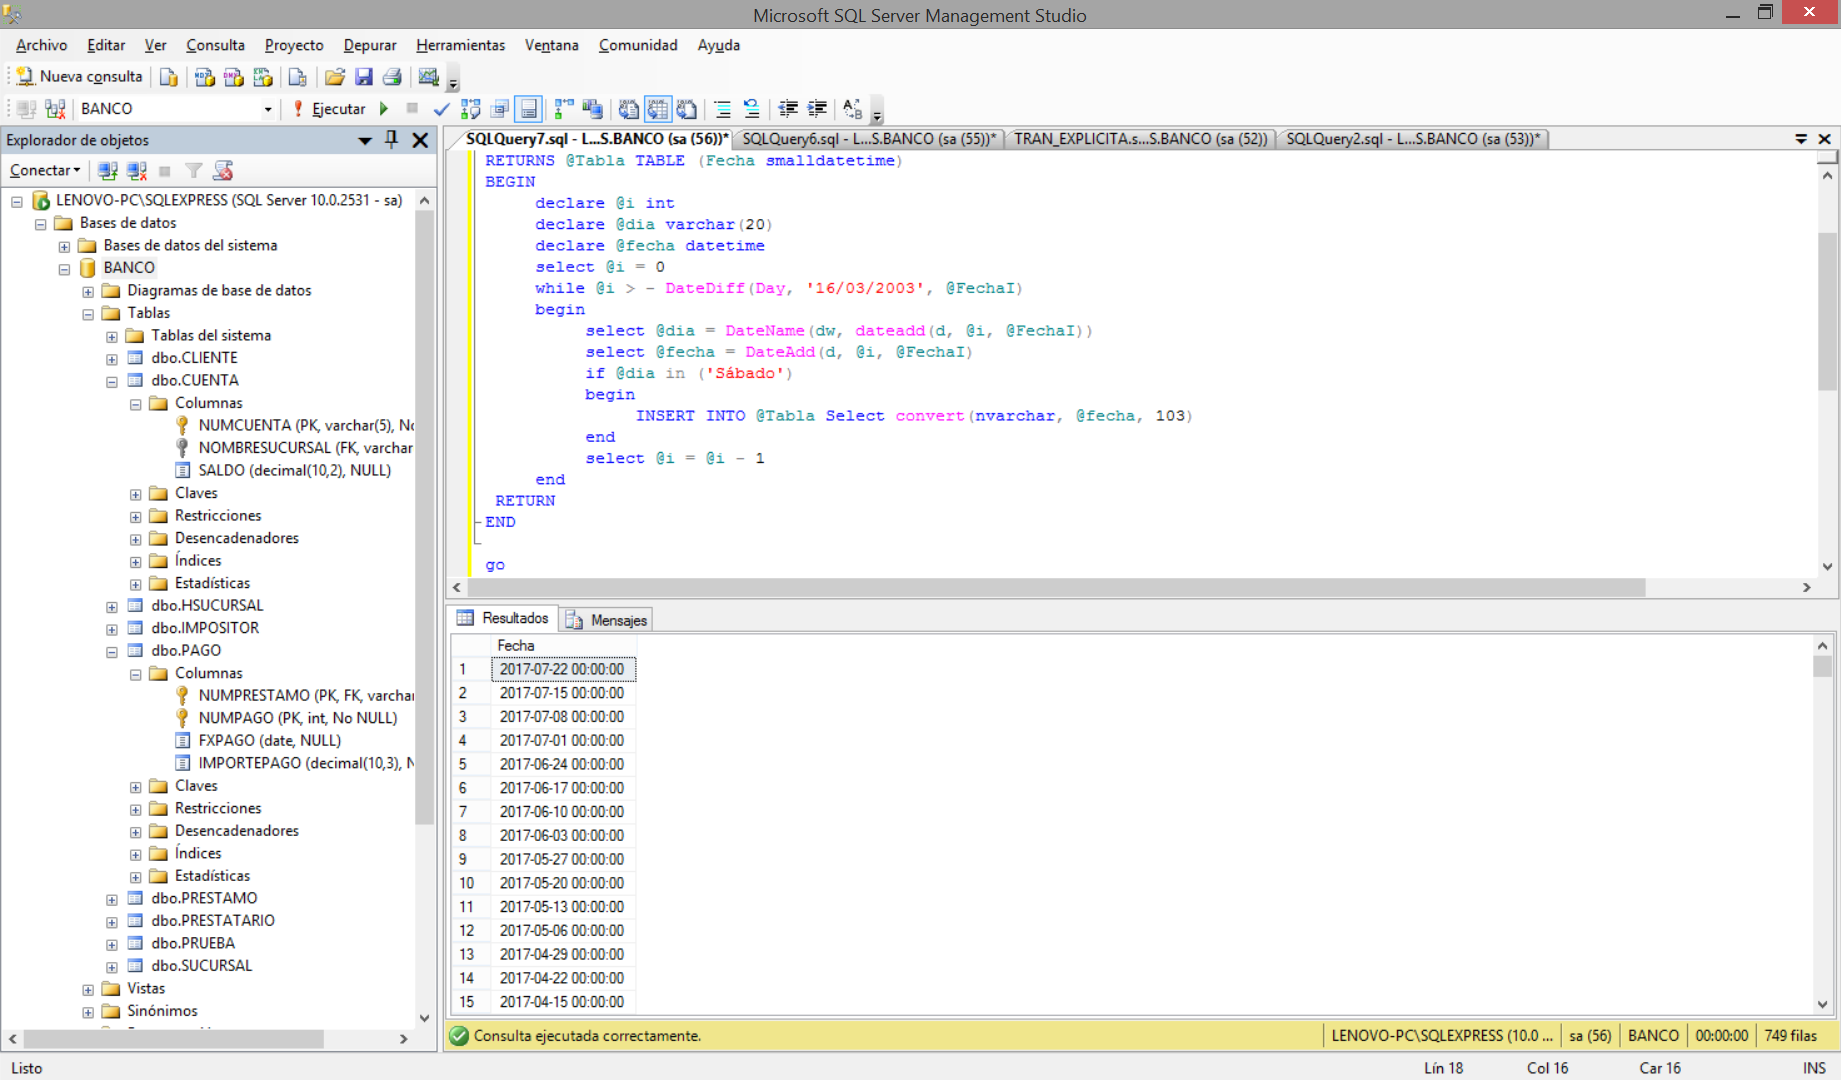 Microsoft SQL Server Management Studio
Archivo Editar Ver Consulta Proyecto Depurar Herramientas Ventana Comunidad Ayuda
Nueva consulta
BANCO Ejecutar
Explorador de objetos
Conectar
LENOVO-PC\SQLEXPRESS (SQL Server 10.0.2531 - sa)
Bases de datos
Bases de datos del sistema
BANCO
Diagramas de base de datos
Tablas
Tablas del sistema
dbo.CLIENTE
dbo.CUENTA
Columnas
NUMCUENTA (PK, varchar(5), No
NOMBRESUCURSAL (FK, varchar
SALDO (decimal(10,2), NULL)
Claves
Restricciones
Desencadenadores
Índices
Estadísticas
dbo.HSUCURSAL
dbo.IMPOSITOR
dbo.PAGO
Columnas
NUMPRESTAMO (PK, FK, varchar
NUMPAGO (PK, int, No NULL)
FXPAGO (date, NULL)
IMPORTEPAGO (decimal(10,3), N
Claves
Restricciones
Desencadenadores
Índices
Estadísticas
dbo.PRESTAMO
dbo.PRESTATARIO
dbo.PRUEBA
dbo.SUCURSAL
Vistas
Sinónimos
SQLQuery7.sql - L...S.BANCO (sa (56))* SQLQuery6.sql - L...S.BANCO (sa (55))* TRAN_EXPLICITA.s...S.BANCO (sa (52)) SQLQuery2.sql - L...S.BANCO (sa (53))*
RETURNS @Tabla TABLE (Fecha smalldatetime)
BEGIN
declare @i int
declare @dia varchar(20)
declare @fecha datetime
select @i = 0
while @i > - DateDiff(Day, '16/03/2003', @FechaI)
begin
select @dia = DateName(dw, dateadd(d, @i, @FechaI))
select @fecha = DateAdd(d, @i, @FechaI)
if @dia in ('Sábado')
begin
INSERT INTO @Tabla Select convert(nvarchar, @fecha, 103)
end
select @i = @i - 1
end
RETURN
END
go
Resultados Mensajes
Fecha
1 2017-07-22 00:00:00
2 2017-07-15 00:00:00
3 2017-07-08 00:00:00
4 2017-07-01 00:00:00
5 2017-06-24 00:00:00
6 2017-06-17 00:00:00
7 2017-06-10 00:00:00
8 2017-06-03 00:00:00
9 2017-05-27 00:00:00
10 2017-05-20 00:00:00
11 2017-05-13 00:00:00
12 2017-05-06 00:00:00
13 2017-04-29 00:00:00
14 2017-04-22 00:00:00
15 2017-04-15 00:00:00
Consulta ejecutada correctamente. LENOVO-PC\SQLEXPRESS (10.0 ... sa (56) BANCO 00:00:00 749 filas
Listo Lín 18 Col 16 Car 16 INS